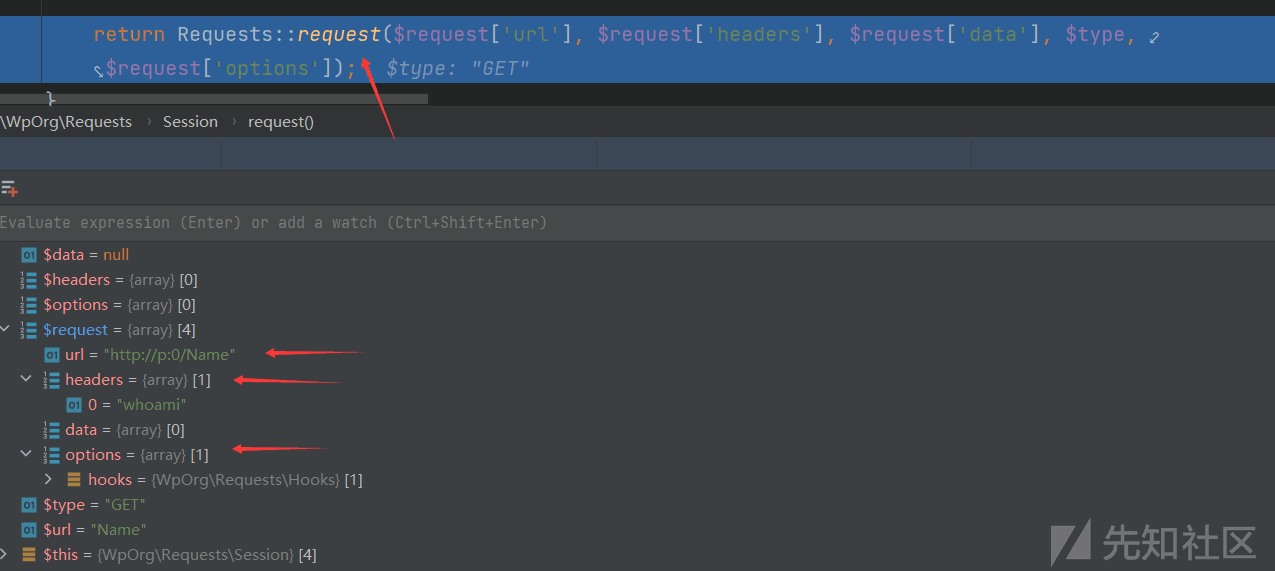 return Requests::request($request['url'], $request['headers'], $request['data'], $type,
$request['options']); $type: "GET"
}
\WpOrg\Requests › Session › request()
Evaluate expression (Enter) or add a watch (Ctrl+Shift+Enter)
$data = null
$headers = {array} [0]
$options = {array} [0]
$request = {array} [4]
url = "http://p:0/Name"
headers = {array} [1]
0 = "whoami"
data = {array} [0]
options = {array} [1]
hooks = {WpOrg\Requests\Hooks} [1]
$type = "GET"
$url = "Name"
$this = {WpOrg\Requests\Session} [4]
先知社区